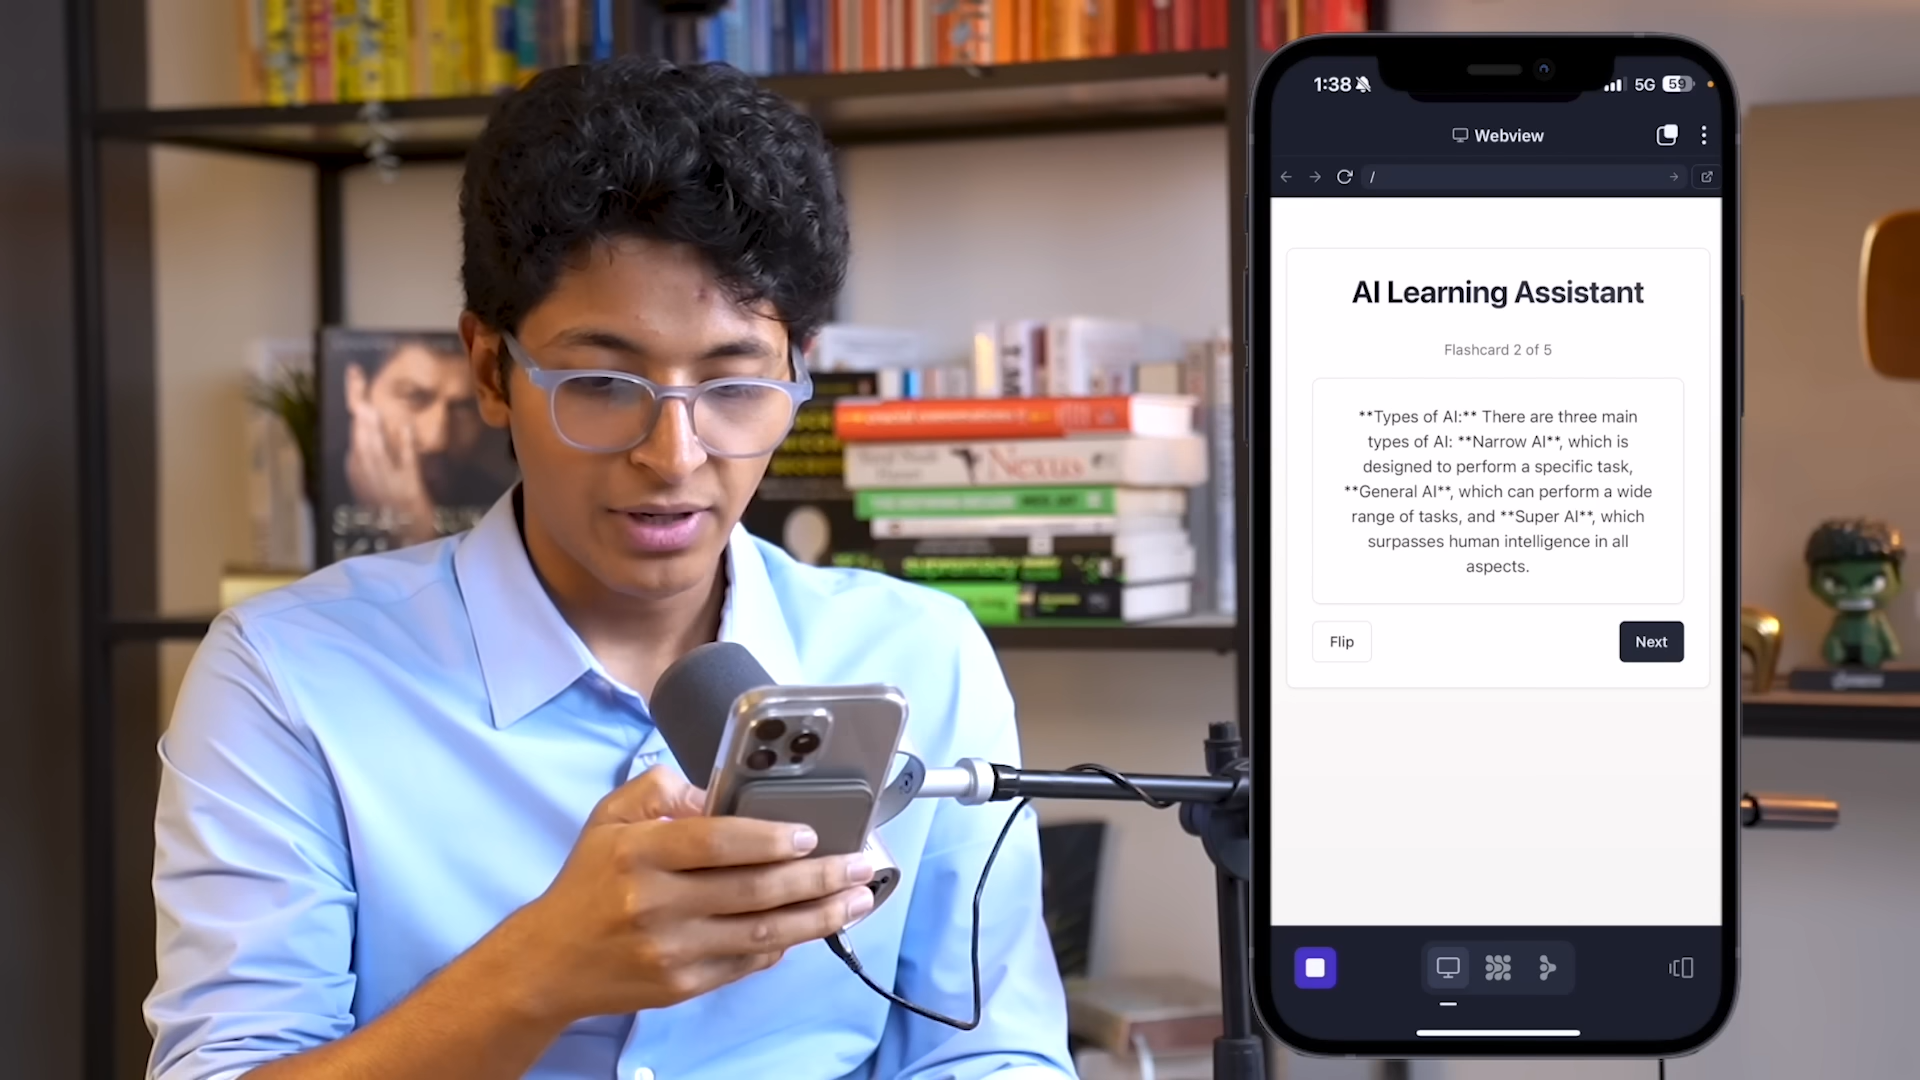 1:38
5G
59
Webview
/
AI Learning Assistant
Flashcard 2 of 5
**Types of AI:** There are three main
types of AI: **Narrow AI**, which is
designed to perform a specific task,
**General AI**, which can perform a wide
range of tasks, and **Super AI**, which
surpasses human intelligence in all
aspects.
Flip
Next
Nexus
supremacy